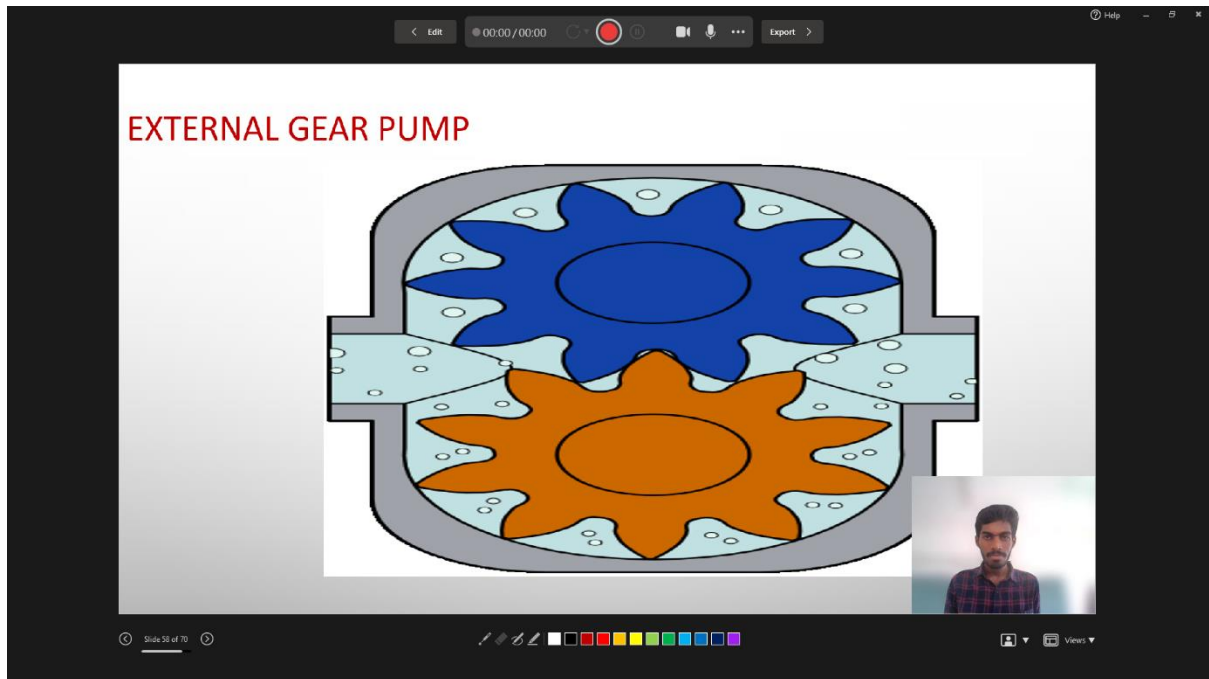 Help
Edit
00:00/00:00
Export
EXTERNAL GEAR PUMP
Slide 58 of 70
Views